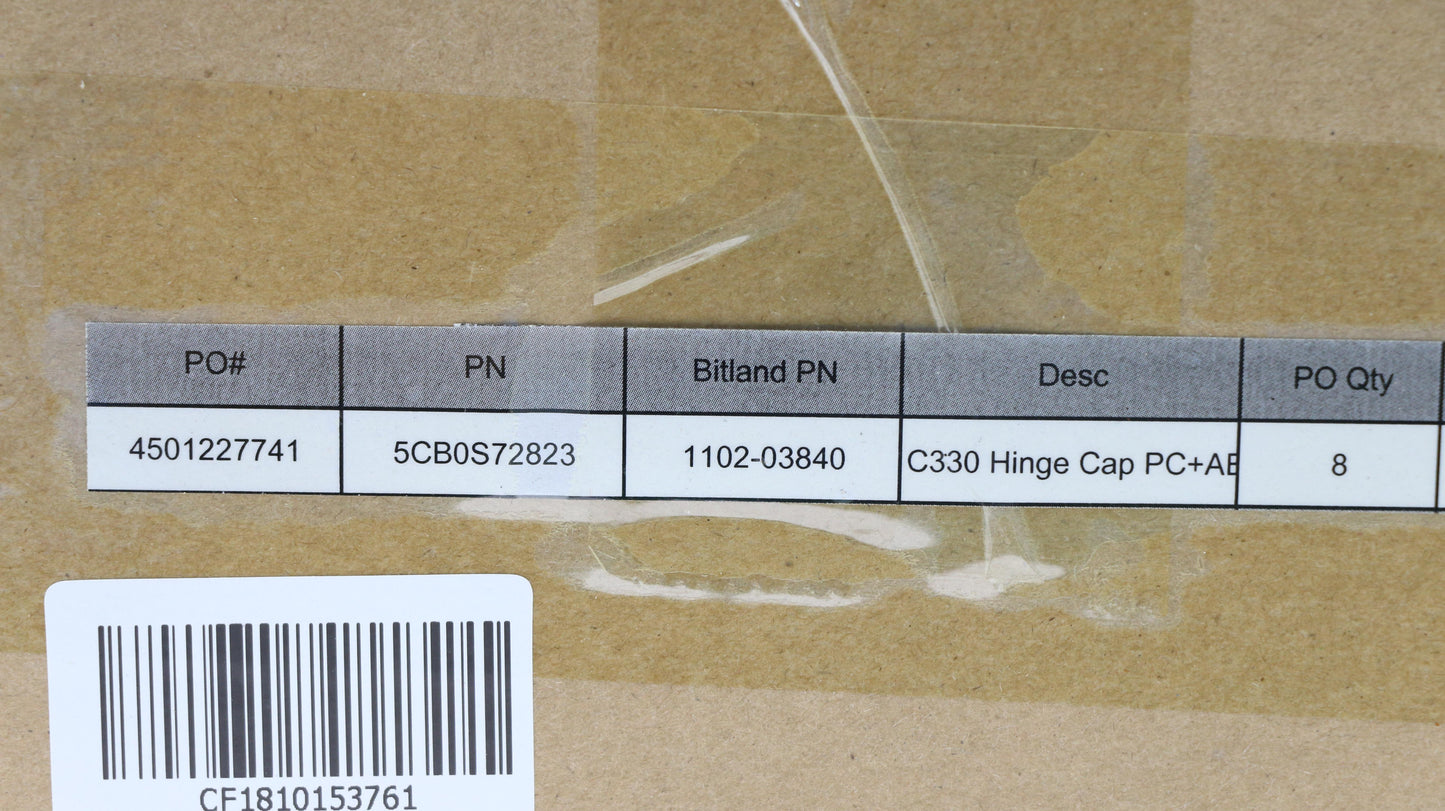 PO# PN Bitland PN Desc PO Qty
4501227741 5CB0S72823 1102-03840 C330 Hinge Cap PC+AB 8
CF1810153761